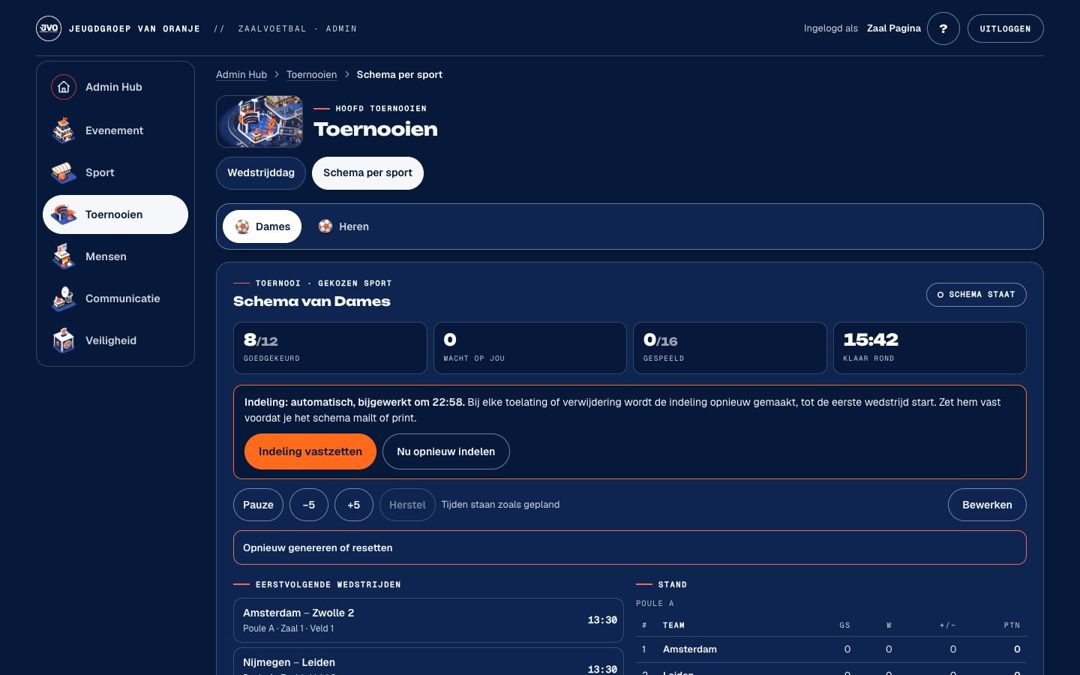 JVO JEUGDGROEP VAN ORANJE // ZAALVOETBAL · ADMIN
Ingelogd als Zaal Pagina ? UITLOGGEN
Admin Hub
Evenement
Sport
Toernooien
Mensen
Communicatie
Veiligheid
Admin Hub > Toernooien > Schema per sport
HOOFD TOERNOOIEN
Toernooien
Wedstrijddag Schema per sport
Dames Heren
TOERNOOI · GEKOZEN SPORT
Schema van Dames
SCHEMA STAAT
8/12
GOEDGEKEURD
0
WACHT OP JOU
0/16
GESPEELD
15:42
KLAAR ROND
Indeling: automatisch, bijgewerkt om 22:58. Bij elke toelating of verwijdering wordt de indeling opnieuw gemaakt, tot de eerste wedstrijd start. Zet hem vast
voordat je het schema mailt of print.
Indeling vastzetten Nu opnieuw indelen
Pauze −5 +5 Herstel Tijden staan zoals gepland Bewerken
Opnieuw genereren of resetten
EERSTVOLGENDE WEDSTRIJDEN
Amsterdam – Zwolle 2
Poule A · Zaal 1 · Veld 1
13:30
Nijmegen – Leiden
13:30
STAND
POULE A
# TEAM GS W +/− PTN
1 Amsterdam 0 0 0 0